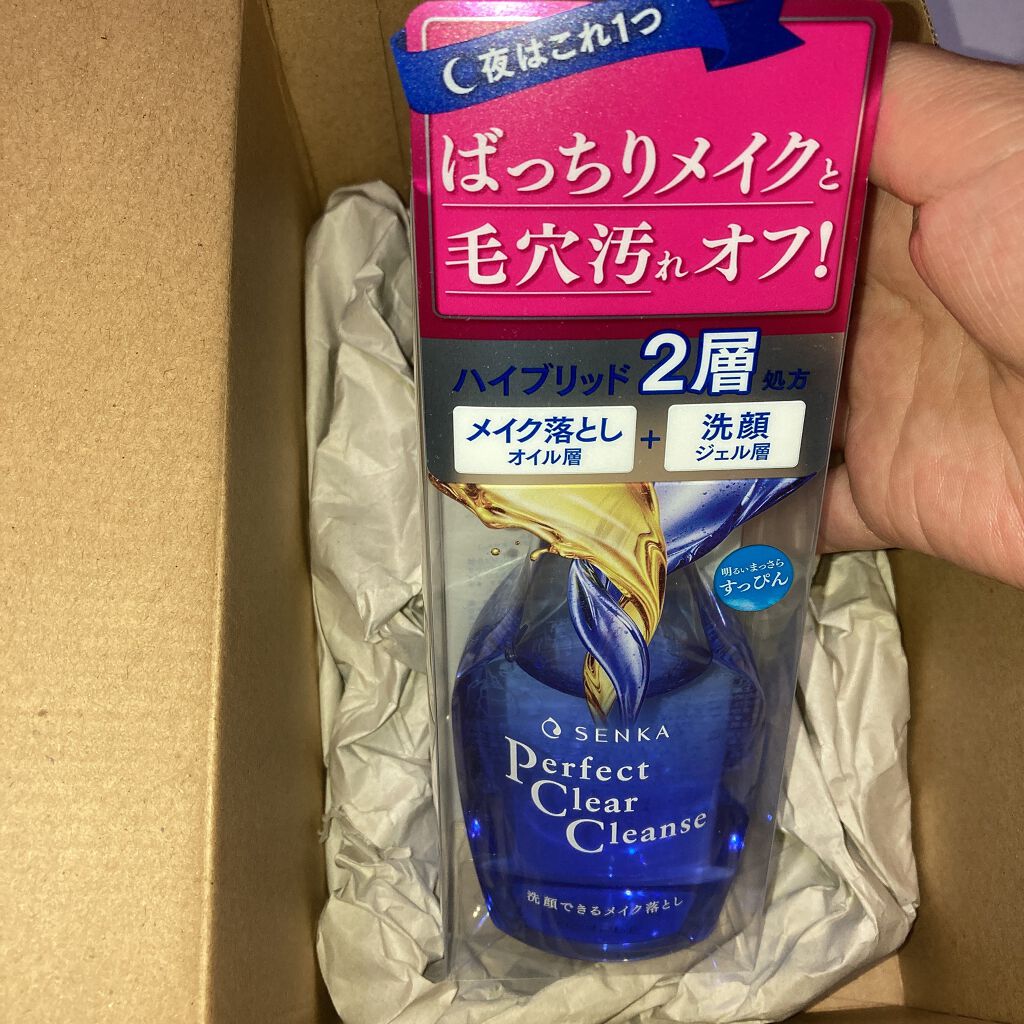 夜はこれ1つ
ばっちりメイクと
毛穴汚れオフ!
ハイブリッド2層処方
メイク落とし
オイル層
+
洗顔
ジェル層
明るいまっさら
すっぴん
SENKA
Perfect
Clear
Cleanse
洗顔できるメイク落とし